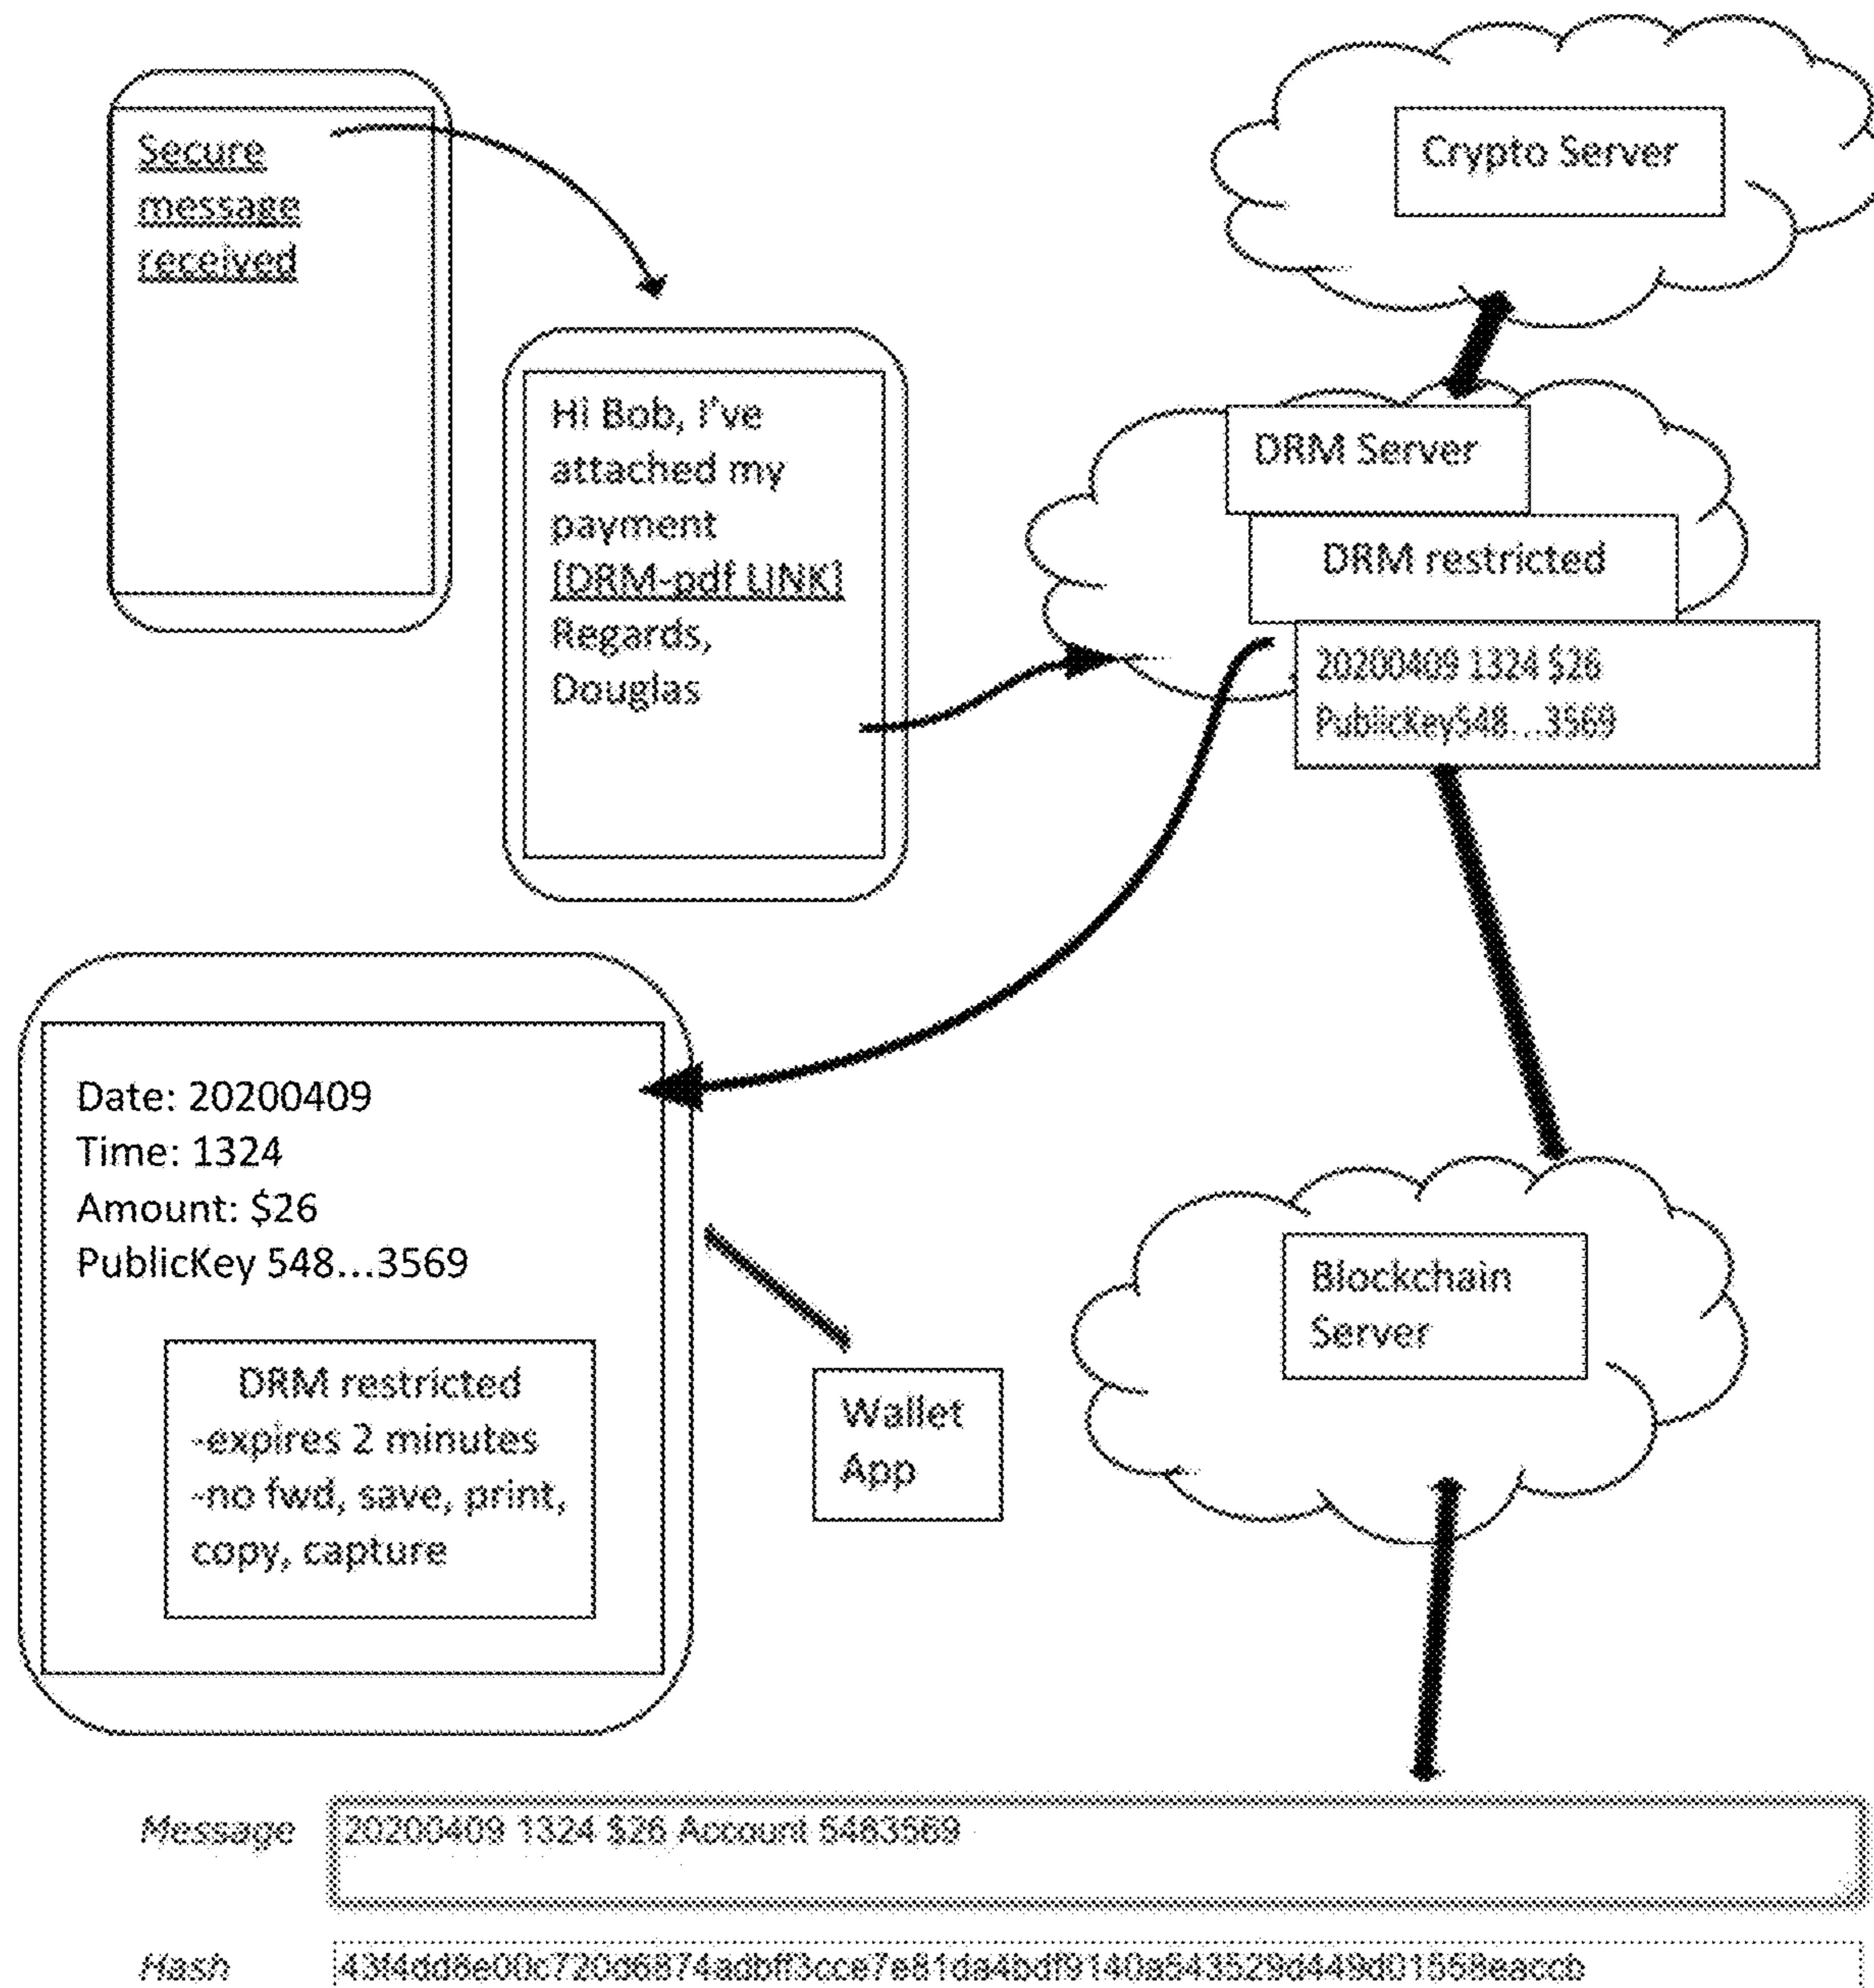 Secure
message
received
Crypto Server
Hi Bob, I've
attached my
payment
[DRM-pdf LINK]
Regards,
Douglas
DRM Server
DRM restricted
20200409 1324 $26
PublicKey548...3569
Date: 20200409
Time: 1324
Amount: $26
PublicKey 548...3569
DRM restricted
-expires 2 minutes
-no fwd, save, print,
copy, capture
Wallet
App
Blockchain
Server
Message
20200409 1324 $26 Account 5483569
Hash